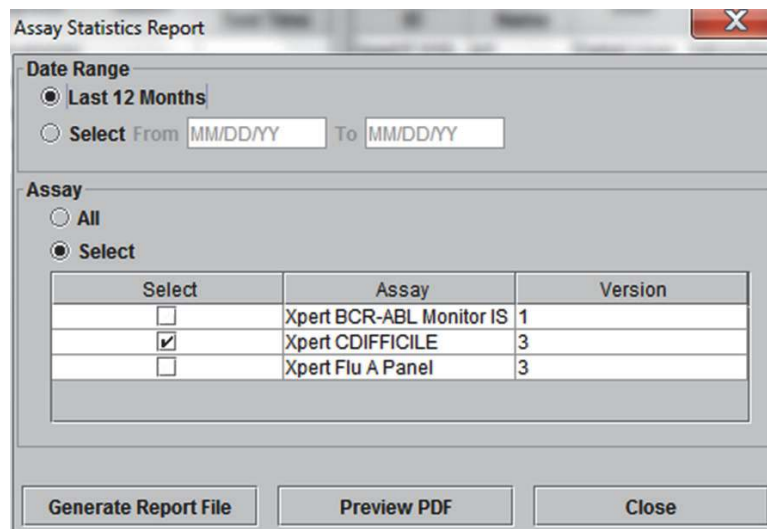 Assay Statistics Report
X
Date Range
Last 12 Months
Select From MM/DD/YY To MM/DD/YY
Assay
All
Select
Select Assay Version
Xpert BCR-ABL Monitor IS 1
Xpert CDIFFICILE 3
Xpert Flu A Panel 3
Generate Report File Preview PDF Close